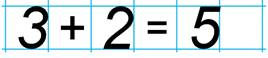 3 + 2 = 5